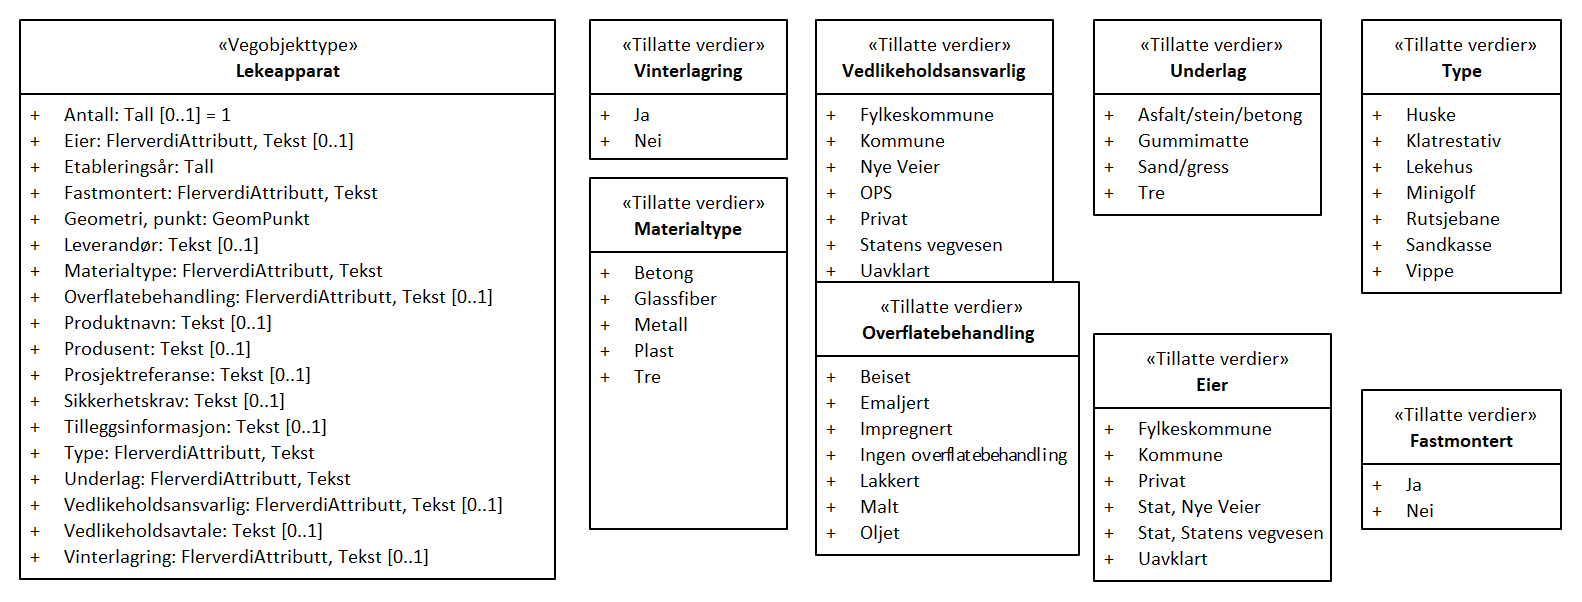 «Vegobjekttype»
Lekeapparat
+ Antall: Tall [0..1] = 1
+ Eier: FlerverdiAttributt, Tekst [0..1]
+ Etableringsår: Tall
+ Fastmontert: FlerverdiAttributt, Tekst
+ Geometri, punkt: GeomPunkt
+ Leverandør: Tekst [0..1]
+ Materialtype: FlerverdiAttributt, Tekst
+ Overflatebehandling: FlerverdiAttributt, Tekst [0..1]
+ Produktnavn: Tekst [0..1]
+ Produsent: Tekst [0..1]
+ Prosjektreferanse: Tekst [0..1]
+ Sikkerhetskrav: Tekst [0..1]
+ Tilleggsinformasjon: Tekst [0..1]
+ Type: FlerverdiAttributt, Tekst
+ Underlag: FlerverdiAttributt, Tekst
+ Vedlikeholdsansvarlig: FlerverdiAttributt, Tekst [0..1]
+ Vedlikeholdsavtale: Tekst [0..1]
+ Vinterlagring: FlerverdiAttributt, Tekst [0..1]
«Tillatte verdier»
Vinterlagring
+ Ja
+ Nei
«Tillatte verdier»
Materialtype
+ Betong
+ Glassfiber
+ Metall
+ Plast
+ Tre
«Tillatte verdier»
Vedlikeholdsansvarlig
+ Fylkeskommune
+ Kommune
+ Nye Veier
+ OPS
+ Privat
+ Statens vegvesen
+ Uavklart
«Tillatte verdier»
Overflatebehandling
+ Beiset
+ Emaljert
+ Impregnert
+ Ingen overflatebehandling
+ Lakkert
+ Malt
+ Oljet
«Tillatte verdier»
Underlag
+ Asfalt/stein/betong
+ Gummimatte
+ Sand/gress
+ Tre
«Tillatte verdier»
Eier
+ Fylkeskommune
+ Kommune
+ Privat
+ Stat, Nye Veier
+ Stat, Statens vegvesen
+ Uavklart
«Tillatte verdier»
Type
+ Huske
+ Klatrestativ
+ Lekehus
+ Minigolf
+ Rutsjebane
+ Sandkasse
+ Vippe
«Tillatte verdier»
Fastmontert
+ Ja
+ Nei